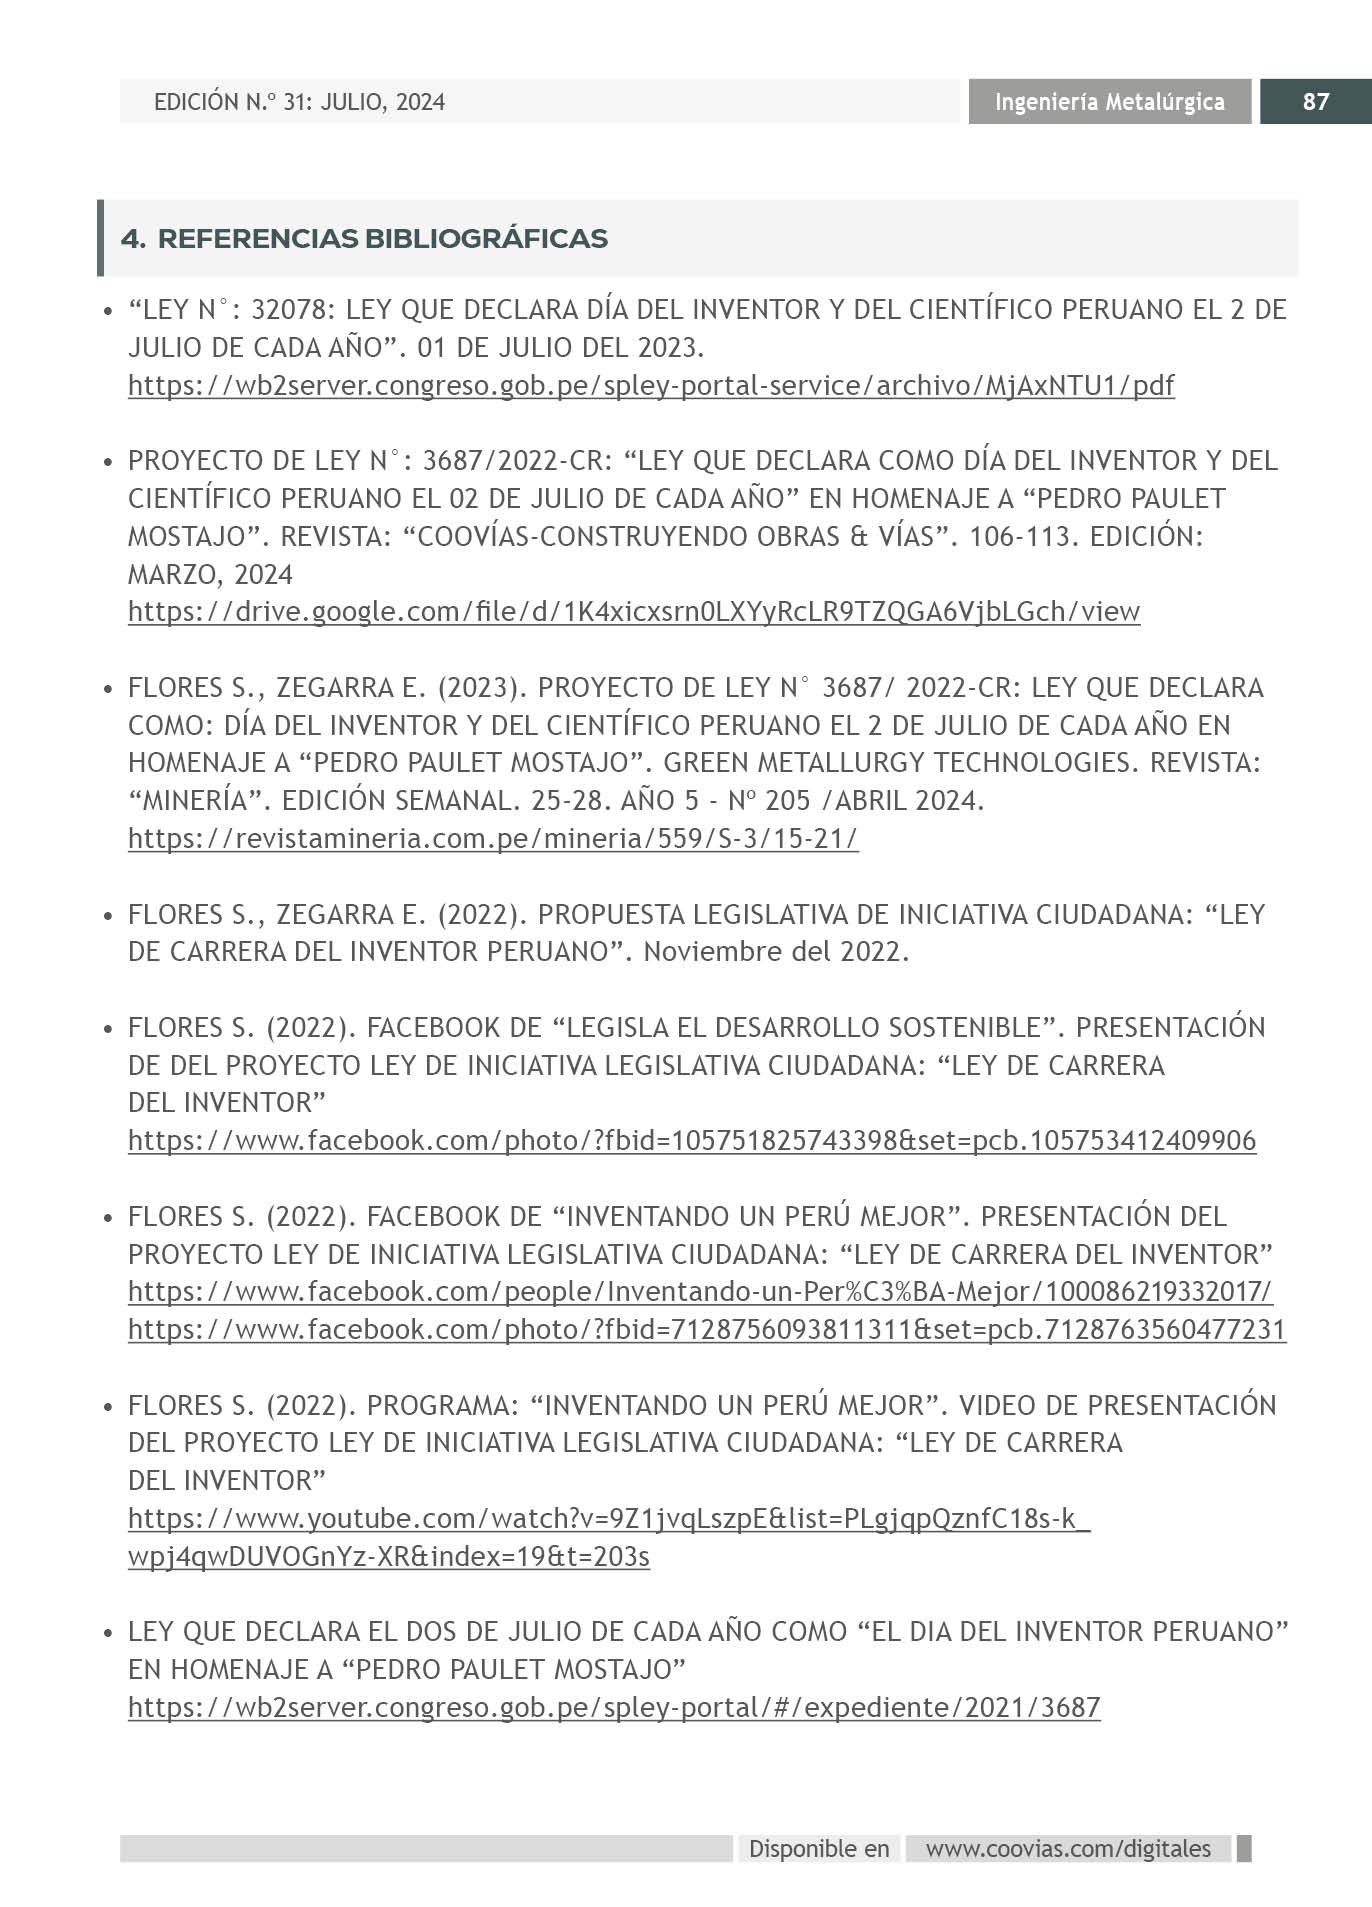 EDICIÓN N.º 31: JULIO, 2024
Ingeniería Metalúrgica
87
4. REFERENCIAS BIBLIOGRÁFICAS
• “LEY N°: 32078: LEY QUE DECLARA DÍA DEL INVENTOR Y DEL CIENTÍFICO PERUANO EL 2 DE
JULIO DE CADA AÑO”. 01 DE JULIO DEL 2023.
https://wb2server.congreso.gob.pe/spley-portal-service/archivo/MjAxNTU1/pdf
• PROYECTO DE LEY N°: 3687/2022-CR: “LEY QUE DECLARA COMO DÍA DEL INVENTOR Y DEL
CIENTÍFICO PERUANO EL 02 DE JULIO DE CADA AÑO” EN HOMENAJE A “PEDRO PAULET
MOSTAJO”. REVISTA: “COOVÍAS-CONSTRUYENDO OBRAS & VÍAS”. 106-113. EDICIÓN:
MARZO, 2024
https://drive.google.com/file/d/1K4xicxsrn0LXYyRcLR9TZQGA6VjbLGch/view
• FLORES S., ZEGARRA E. (2023). PROYECTO DE LEY N° 3687/ 2022-CR: LEY QUE DECLARA
COMO: DÍA DEL INVENTOR Y DEL CIENTÍFICO PERUANO EL 2 DE JULIO DE CADA AÑO EN
HOMENAJE A “PEDRO PAULET MOSTAJO”. GREEN METALLURGY TECHNOLOGIES. REVISTA:
“MINERÍA”. EDICIÓN SEMANAL. 25-28. AÑO 5 - Nº 205 /ABRIL 2024.
https://revistamineria.com.pe/mineria/559/S-3/15-21/
• FLORES S., ZEGARRA E. (2022). PROPUESTA LEGISLATIVA DE INICIATIVA CIUDADANA: “LEY
DE CARRERA DEL INVENTOR PERUANO”. Noviembre del 2022.
• FLORES S. (2022). FACEBOOK DE “LEGISLA EL DESARROLLO SOSTENIBLE”. PRESENTACIÓN
DE DEL PROYECTO LEY DE INICIATIVA LEGISLATIVA CIUDADANA: “LEY DE CARRERA
DEL INVENTOR”
https://www.facebook.com/photo/?fbid=105751825743398&set=pcb.105753412409906
• FLORES S. (2022). FACEBOOK DE “INVENTANDO UN PERÚ MEJOR”. PRESENTACIÓN DEL
PROYECTO LEY DE INICIATIVA LEGISLATIVA CIUDADANA: “LEY DE CARRERA DEL INVENTOR”
https://www.facebook.com/people/Inventando-un-Per%C3%BA-Mejor/100086219332017/
https://www.facebook.com/photo/?fbid=7128756093811311&set=pcb.7128763560477231
• FLORES S. (2022). PROGRAMA: “INVENTANDO UN PERÚ MEJOR”. VIDEO DE PRESENTACIÓN
DEL PROYECTO LEY DE INICIATIVA LEGISLATIVA CIUDADANA: “LEY DE CARRERA
DEL INVENTOR”
https://www.youtube.com/watch?v=9Z1jvqLszpE&list=PLgjqpQznfC18s-k_
wpj4qwDUVOGnYz-XR&index=19&t=203s
• LEY QUE DECLARA EL DOS DE JULIO DE CADA AÑO COMO “EL DIA DEL INVENTOR PERUANO”
EN HOMENAJE A “PEDRO PAULET MOSTAJO”
https://wb2server.congreso.gob.pe/spley-portal/#/expediente/2021/3687
Disponible en
www.coovias.com/digitales